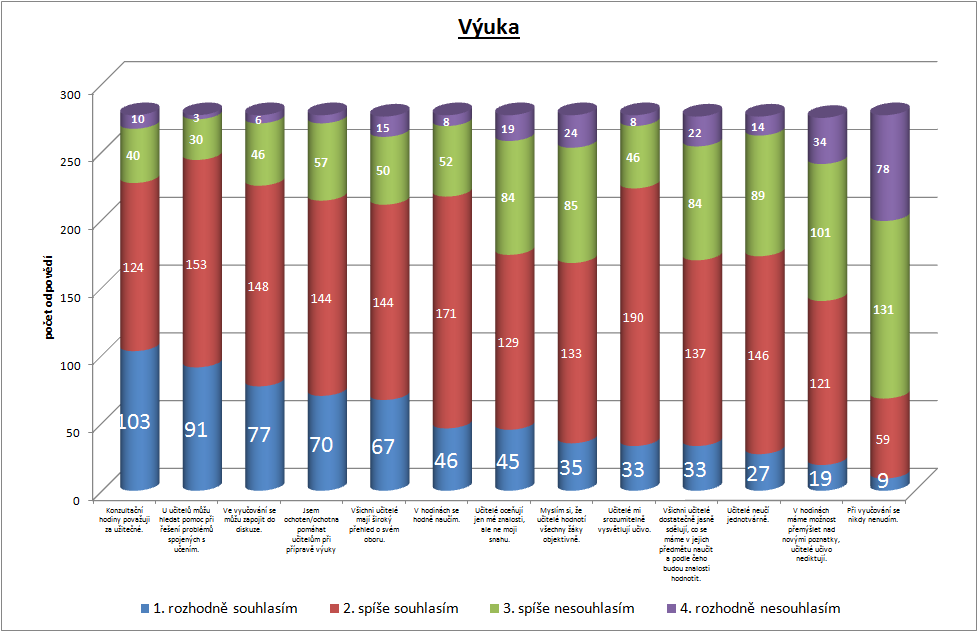 Výuka
počet odpovědí
300
250
200
150
100
50
0
10 3 6 15 8 19 24 8 22 14 34 78
40 30 46 57 50 52 84 85 46 84 89 101 131
124 153 148 144 144 171 129 133 190 137 146 121 59
103 91 77 70 67 46 45 35 33 33 27 19 9
Konzultační
hodiny považuji
za užitečné.
U učitelů můžu
hledat pomoc při
řešení problémů
spojených s
učením.
Ve vyučování se
můžu zapojit do
diskuze.
Jsem
ochoten/ochotna
pomáhat
učitelům při
přípravě výuky
Všichni učitelé
mají široký
přehled o svém
oboru.
V hodinách se
hodně naučím.
Učitelé oceňují
jen mé znalosti,
ale ne moji
snahu.
Myslím si, že
učitelé hodnotí
všechny žáky
objektivně.
Učitelé mi
srozumitelně
vysvětlují učivo.
Všichni učitelé
dostatečně jasně
sdělují, co se
máme v jejich
předmětu naučit
a podle čeho
budou znalosti
hodnotit.
Učitelé neučí
jednotvárně.
V hodinách
máme možnost
přemýšlet nad
novými poznatky,
učitelé učivo
nediktují.
Při vyučování se
nikdy nenudím.
1. rozhodně souhlasím 2. spíše souhlasím 3. spíše nesouhlasím 4. rozhodně nesouhlasím